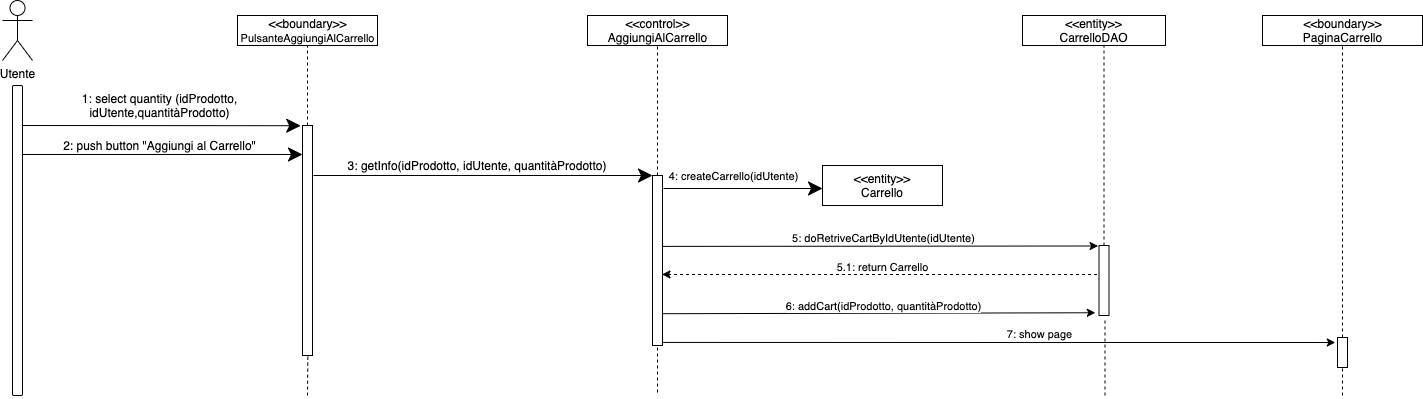 <<boundary>>
PulsanteAggiungiAlCarrello
<<control>>
AggiungiAlCarrello
<<entity>>
CarrelloDAO
<<boundary>>
PaginaCarrello
Utente
1: select quantity (idProdotto,
idUtente,quantitàProdotto)
2: push button "Aggiungi al Carrello"
3: getInfo(idProdotto, idUtente, quantitàProdotto)
4: createCarrello(idUtente)
<<entity>>
Carrello
5: doRetriveCartByIdUtente(idUtente)
5.1: return Carrello
6: addCart(idProdotto, quantitàProdotto)
7: show page